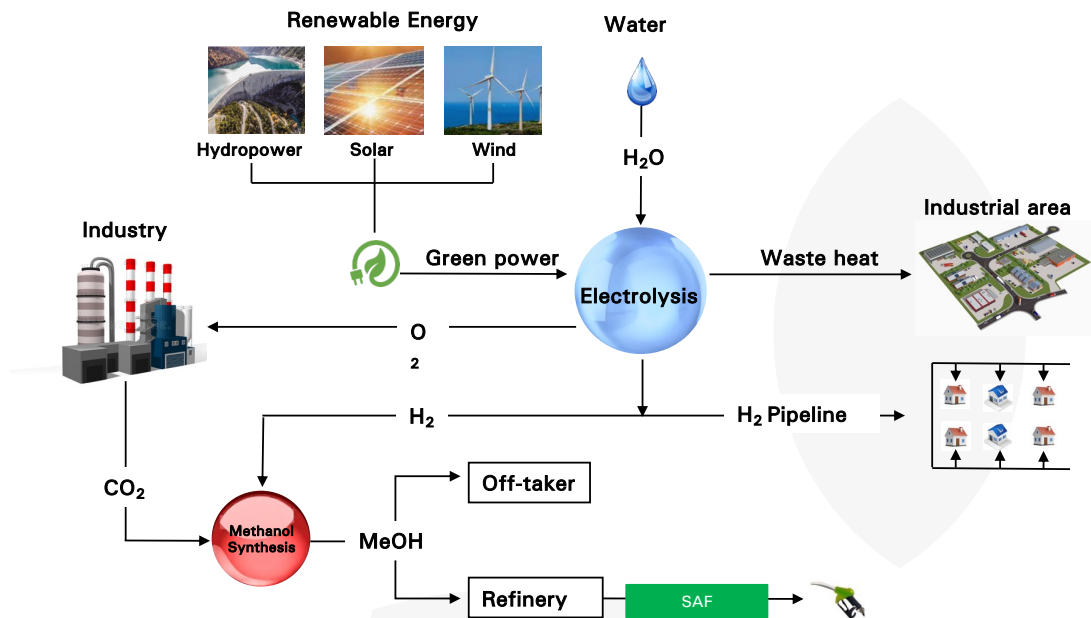 Renewable Energy
Water
Hydropower
Solar
Wind
H₂O
Industry
Industrial area
Green power
Electrolysis
Waste heat
O
2
H₂
H₂ Pipeline
CO₂
Off-taker
Methanol
Synthesis
MeOH
Refinery
SAF